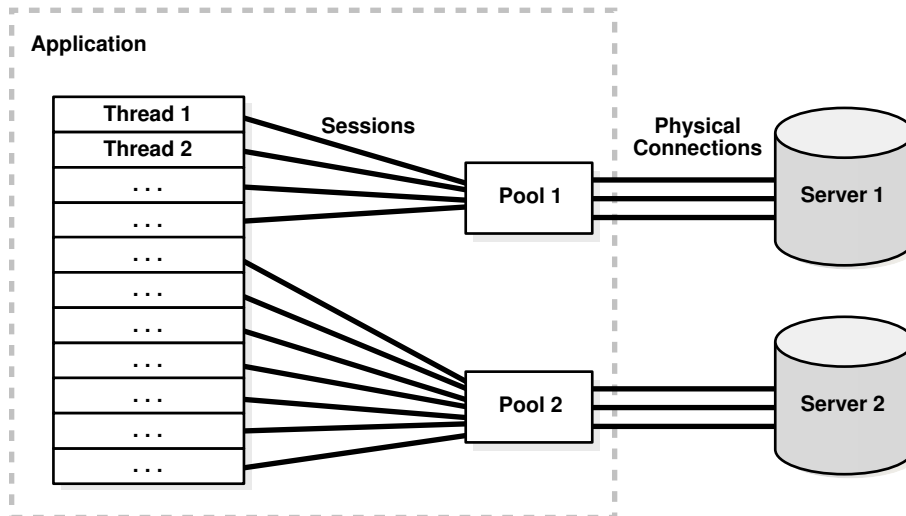 Application
Thread 1
Thread 2
. . .
. . .
. . .
. . .
. . .
. . .
. . .
. . .
. . .
Sessions
Pool 1
Pool 2
Physical
Connections
Server 1
Server 2